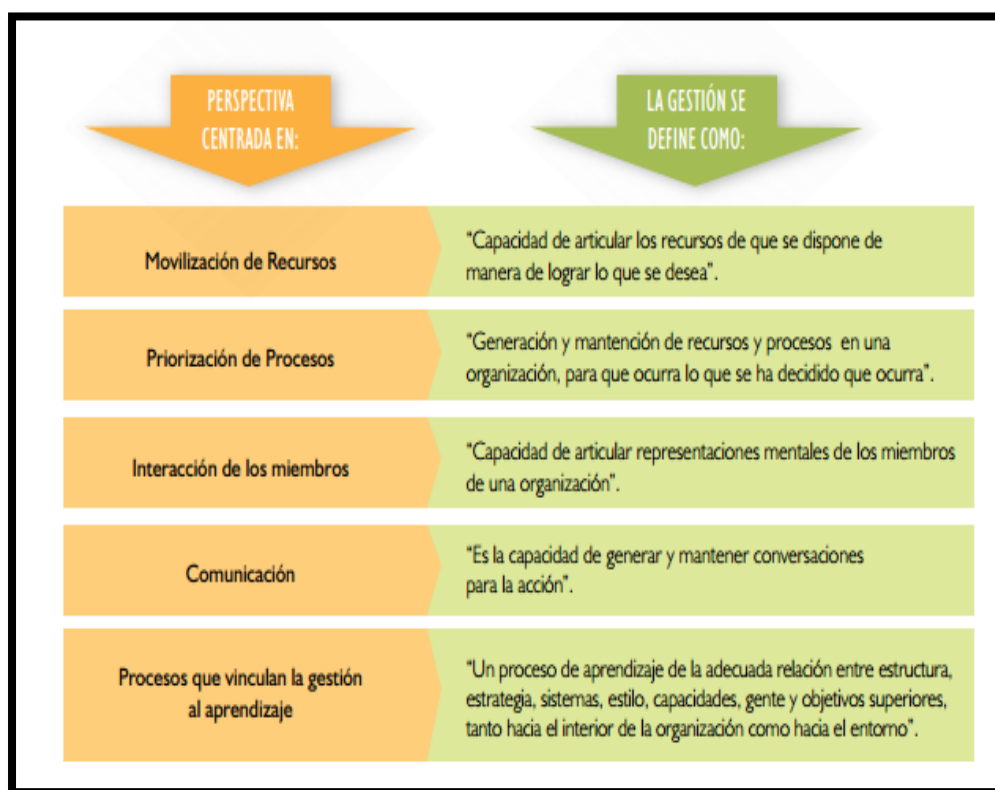 PERSPECTIVA
CENTRADA EN:
LA GESTIÓN SE
DEFINE COMO:
Movilización de Recursos
“Capacidad de articular los recursos de que se dispone de
manera de lograr lo que se desea”.
Priorización de Procesos
“Generación y mantención de recursos y procesos en una
organización, para que ocurra lo que se ha decidido que ocurra”.
Interacción de los miembros
“Capacidad de articular representaciones mentales de los miembros
de una organización”.
Comunicación
“Es la capacidad de generar y mantener conversaciones
para la acción”.
Procesos que vinculan la gestión
al aprendizaje
“Un proceso de aprendizaje de la adecuada relación entre estructura,
estrategia, sistemas, estilo, capacidades, gente y objetivos superiores,
tanto hacia el interior de la organización como hacia el entorno”.